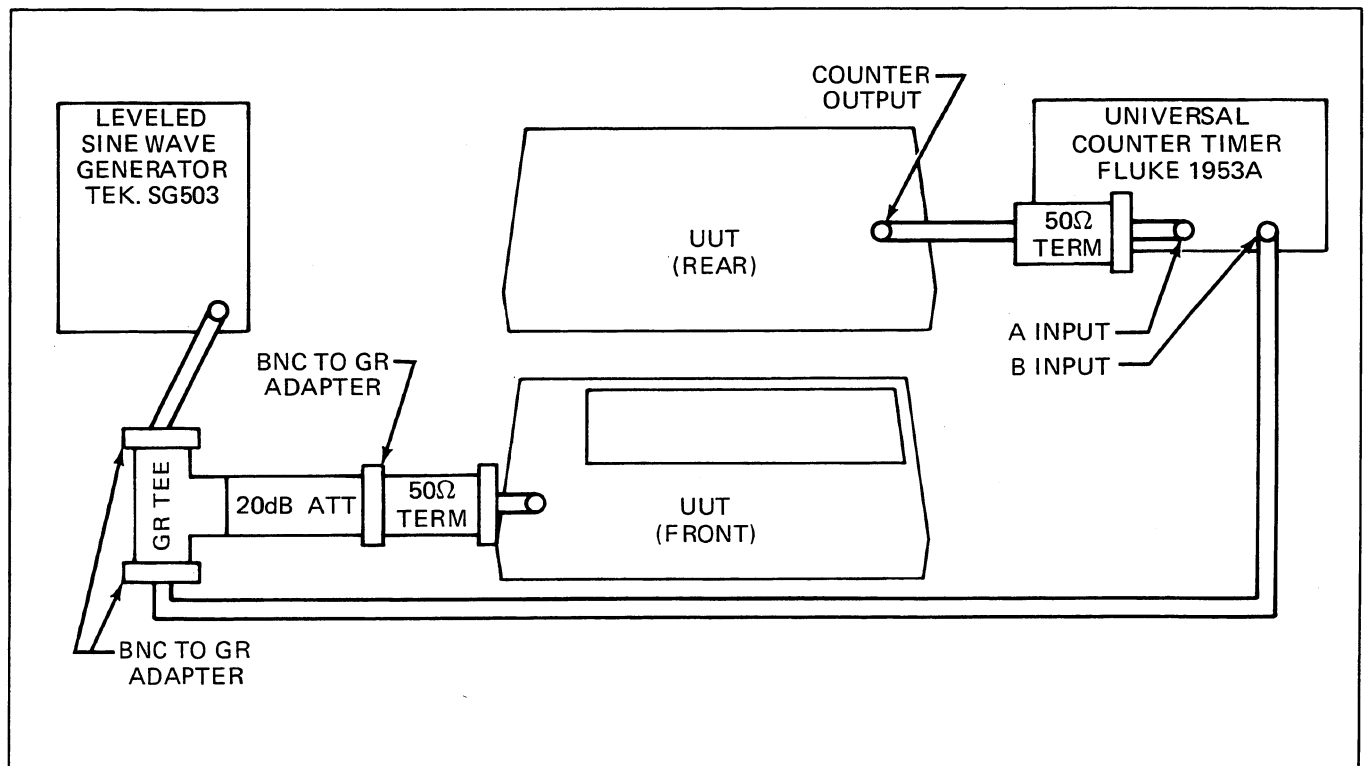 LEVELED
SINE WAVE
GENERATOR
TEK. SG503
COUNTER
OUTPUT
UNIVERSAL
COUNTER TIMER
FLUKE 1953A
50Ω
TERM
UUT
(REAR)
A INPUT
B INPUT
BNC TO GR
ADAPTER
GR TEE
20dB ATT
50Ω
TERM
UUT
(FRONT)
BNC TO GR
ADAPTER